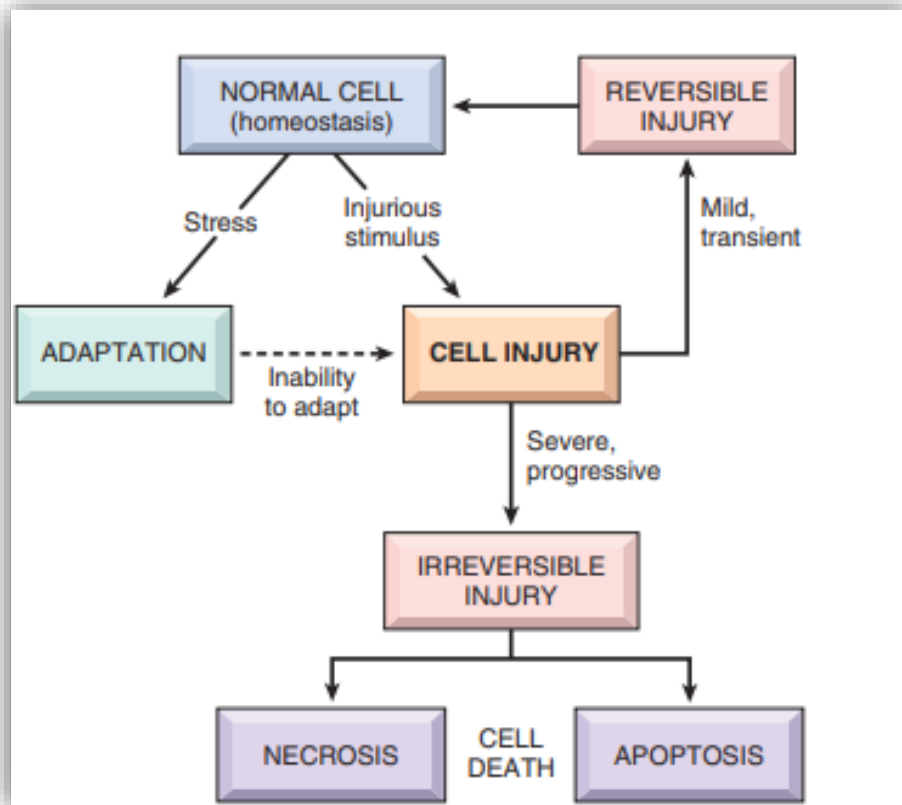 NORMAL CELL
(homeostasis)
REVERSIBLE
INJURY
Stress
Injurious
stimulus
Mild,
transient
ADAPTATION
Inability
to adapt
CELL INJURY
Severe,
progressive
IRREVERSIBLE
INJURY
NECROSIS
CELL
DEATH
APOPTOSIS